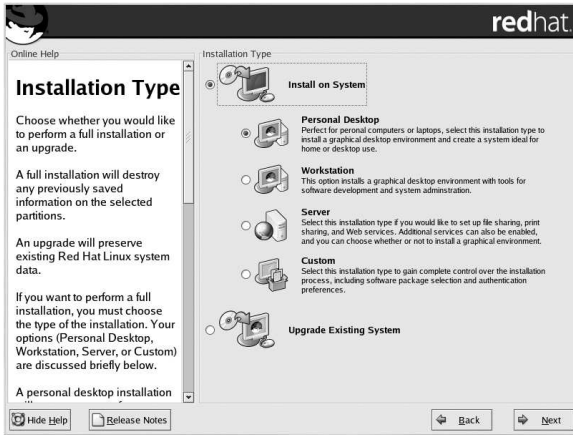 redhat.
Online Help
Installation Type
Choose whether you would like
to perform a full installation or
an upgrade.
A full installation will destroy
any previously saved
information on the selected
partitions.
An upgrade will preserve
existing Red Hat Linux system
data.
If you want to perform a full
installation, you must choose
the type of the installation. Your
options (Personal Desktop,
Workstation, Server, or Custom)
are discussed briefly below.
A personal desktop installation
Installation Type
Install on System
Personal Desktop
Perfect for peronal computers or laptops, select this installation type to
install a graphical desktop environment and create a system ideal for
home or desktop use.
Workstation
This option installs a graphical desktop environment with tools for
software development and system adminstration.
Server
Select this installation type if you would like to set up file sharing, print
sharing, and Web services. Additional services can also be enabled,
and you can choose whether or not to install a graphical environment.
Custom
Select this installation type to gain complete control over the installation
process, including software package selection and authentication
preferences.
Upgrade Existing System
Hide Help
Release Notes
Back
Next